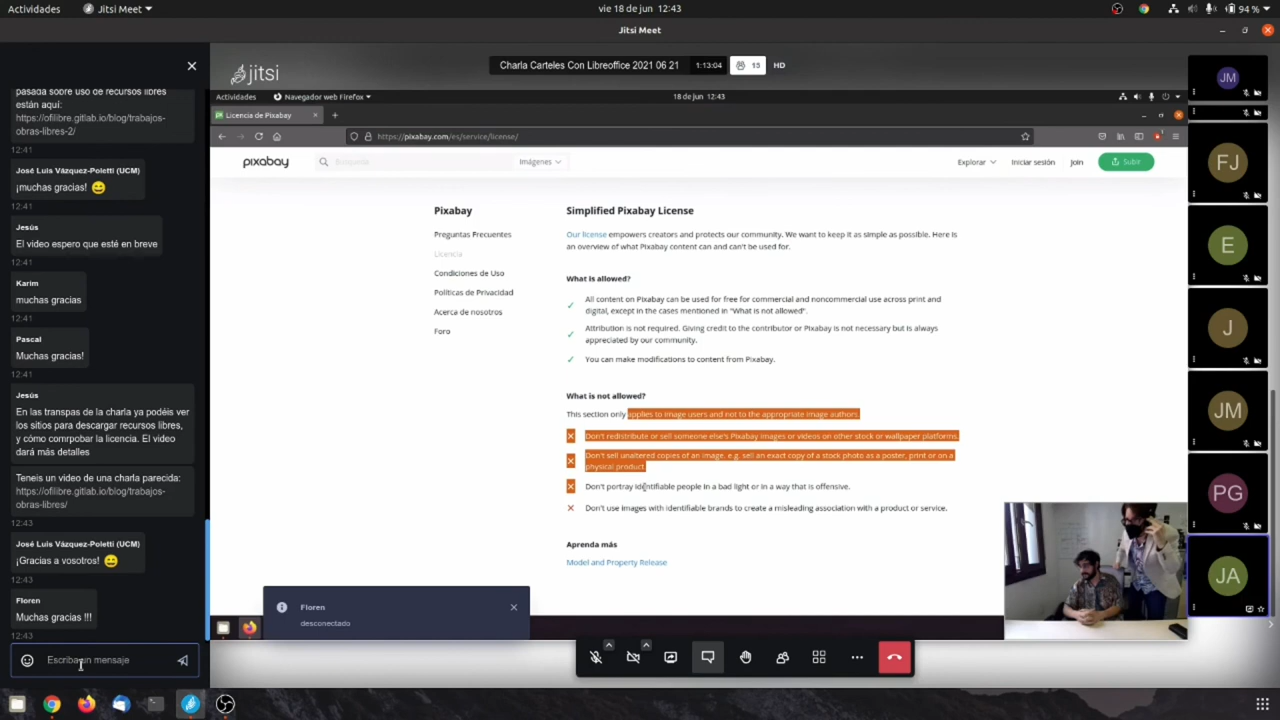 Actividades
Jitsi Meet
vie 18 de jun 12:43
94 %
Jitsi Meet
pasada sobre uso de recursos libres
están aquí:
https://ofilibre.gitlab.io/blog/trabajos-
obras-libres-2/
12:41
José Luis Vázquez-Poletti (UCM)
¡muchas gracias! 😄
12:41
Jesús
El video espero que esté en breve
12:41
Karim
muchas gracias
12:41
Pascal
Muchas gracias!
12:41
Jesús
En las transpas de la charla ya podéis ver
los sitios para descargar recursos libres,
y cómo comrpobar la licencia. El video
dará más detalles
Teneis un video de una charla parecida:
https://ofilibre.gitlab.io/blog/trabajos-
obras-libres/
12:43
José Luis Vázquez-Poletti (UCM)
¡Gracias a vosotros! 😄
12:43
Floren
Muchas gracias !!!
12:43
Escriba un mensaje
jitsi
Charla Carteles Con Libreoffice 2021 06 21
1:13:04
15
HD
Actividades
Navegador web Firefox
18 de jun 12:43
Licencia de Pixabay
https://pixabay.com/es/service/license/
pixabay
Búsqueda
Imágenes
Explorar
Iniciar sesión
Join
Subir
Pixabay
Preguntas Frecuentes
Licencia
Condiciones de Uso
Políticas de Privacidad
Acerca de nosotros
Foro
Simplified Pixabay License
Our license empowers creators and protects our community. We want to keep it as simple as possible. Here is
an overview of what Pixabay content can and can't be used for.
What is allowed?
✓ All content on Pixabay can be used for free for commercial and noncommercial use across print and
digital, except in the cases mentioned in "What is not allowed".
✓ Attribution is not required. Giving credit to the contributor or Pixabay is not necessary but is always
appreciated by our community.
✓ You can make modifications to content from Pixabay.
What is not allowed?
This section only applies to image users and not to the appropriate image authors.
Don't redistribute or sell someone else's Pixabay images or videos on other stock or wallpaper platforms.
Don't sell unaltered copies of an image. e.g. sell an exact copy of a stock photo as a poster, print or on a
physical product.
Don't portray identifiable people in a bad light or in a way that is offensive.
Don't use images with identifiable brands to create a misleading association with a product or service.
Aprenda más
Model and Property Release
Floren
desconectado
JM
FJ
E
J
JM
PG
JA